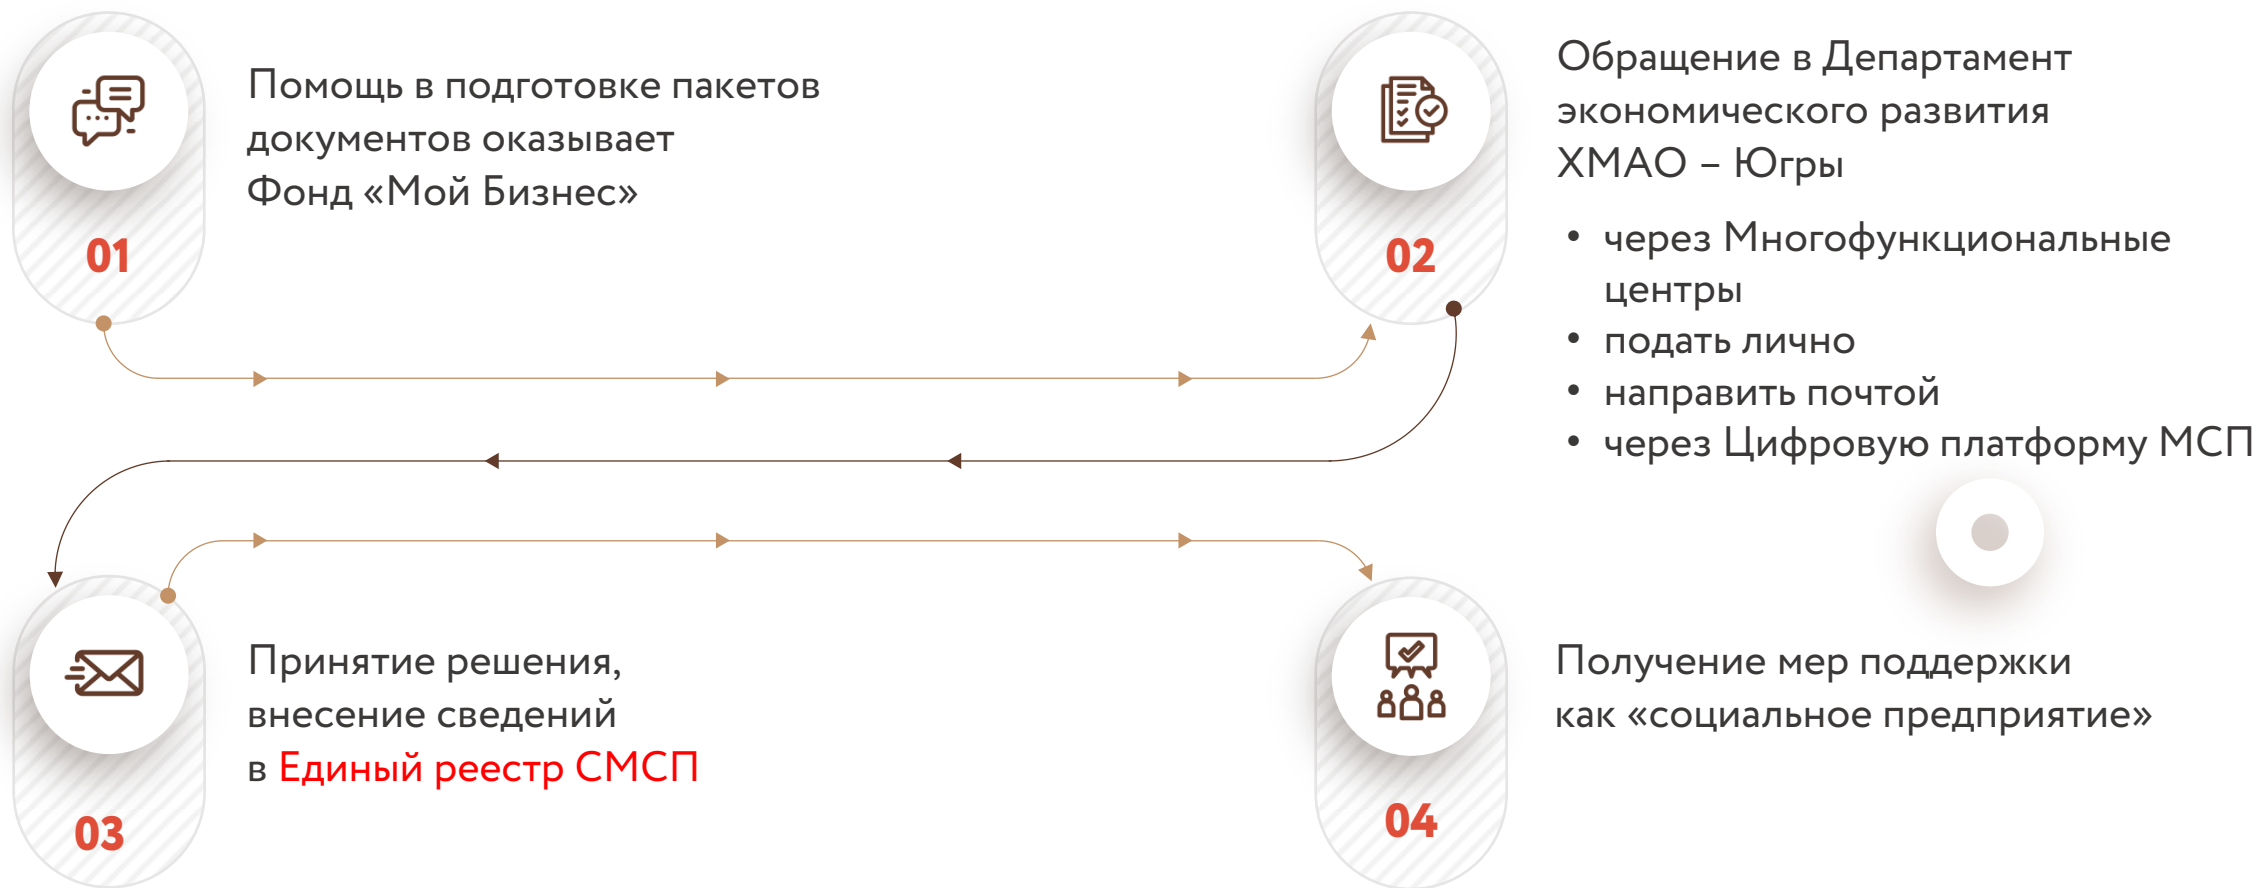 01
Помощь в подготовке пакетов
документов оказывает
Фонд «Мой Бизнес»
02
Обращение в Департамент
экономического развития
ХМАО – Югры
• через Многофункциональные
центры
• подать лично
• направить почтой
• через Цифровую платформу МСП
03
Принятие решения,
внесение сведений
в Единый реестр СМСП
04
Получение мер поддержки
как «социальное предприятие»